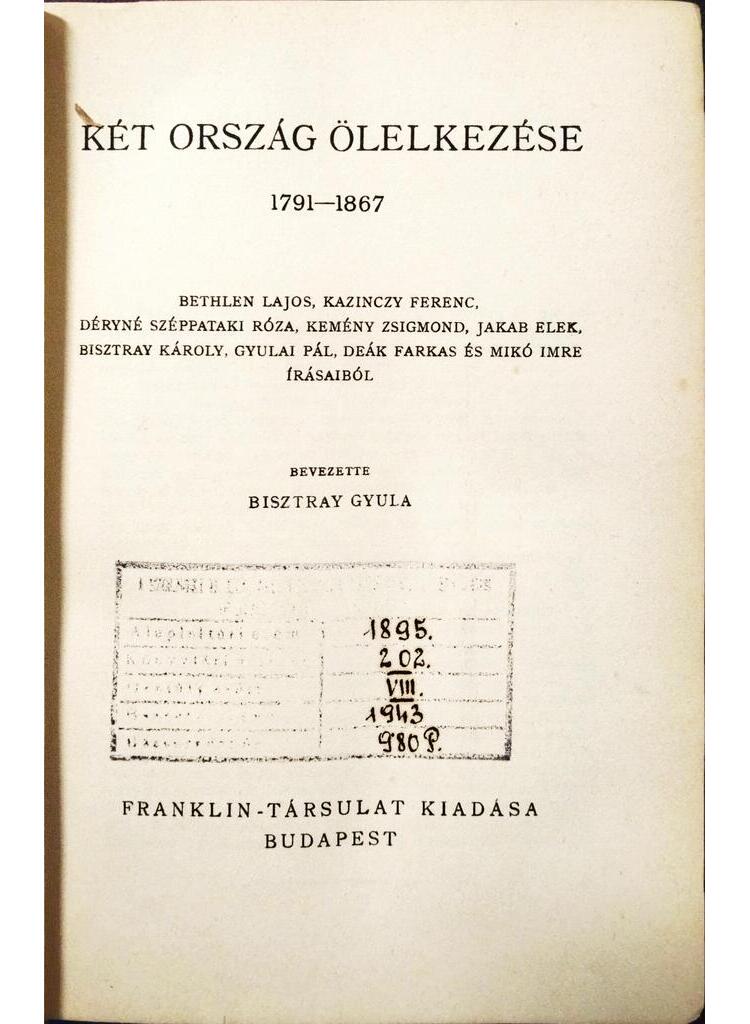 KÉT ORSZÁG ÖLELKEZÉSE
1791—1867
BETHLEN LAJOS, KAZINCZY FERENC,
DÉRYNÉ SZÉPPATAKI RÓZA, KEMÉNY ZSIGMOND, JAKAB ELEK,
BISZTRAY KÁROLY, GYULAI PÁL, DEÁK FARKAS ÉS MIKÓ IMRE
ÍRÁSAIBÓL
BEVEZETTE
BISZTRAY GYULA
1895.
202.
VIII.
1943
980 P.
FRANKLIN-TÁRSULAT KIADÁSA
BUDAPEST